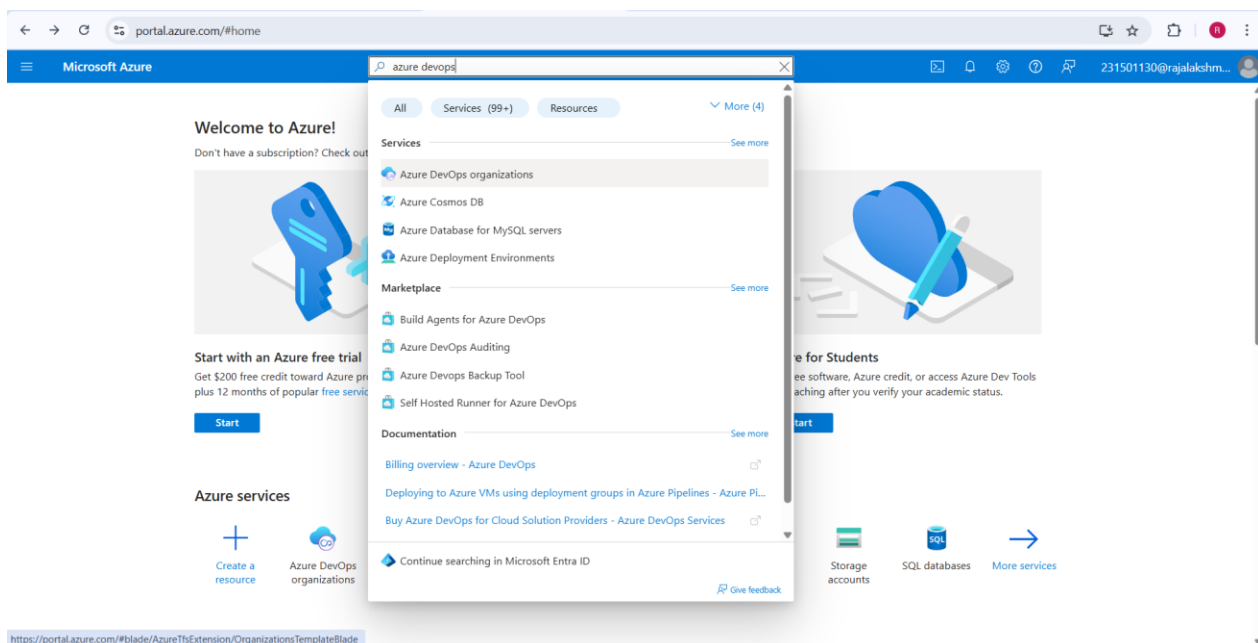 portal.azure.com/#home
R
Microsoft Azure
azure devops
231501130@rajalakshm...
All
Services (99+)
Resources
More (4)
Welcome to Azure!
Don't have a subscription? Check out
Services
See more
Azure DevOps organizations
Azure Cosmos DB
Azure Database for MySQL servers
Azure Deployment Environments
Marketplace
See more
Build Agents for Azure DevOps
Azure DevOps Auditing
Azure Devops Backup Tool
Self Hosted Runner for Azure DevOps
Documentation
See more
Billing overview - Azure DevOps
Deploying to Azure VMs using deployment groups in Azure Pipelines - Azure Pi...
Buy Azure DevOps for Cloud Solution Providers - Azure DevOps Services
Continue searching in Microsoft Entra ID
Give feedback
Start with an Azure free trial
Get $200 free credit toward Azure pr
plus 12 months of popular free servic
Start
e for Students
ee software, Azure credit, or access Azure Dev Tools
aching after you verify your academic status.
tart
Azure services
Create a
resource
Azure DevOps
organizations
Storage
accounts
SQL
SQL databases
More services
https://portal.azure.com/#blade/AzureTfsExtension/OrganizationsTemplateBlade